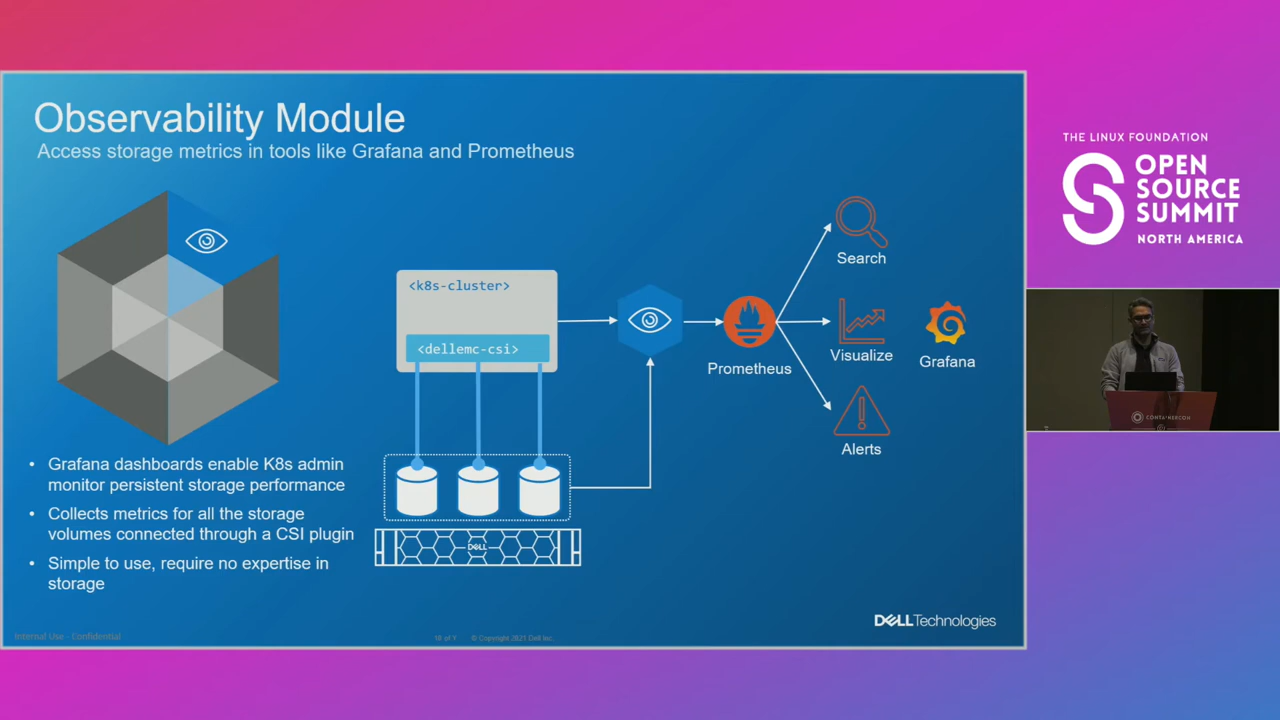 Observability Module
Access storage metrics in tools like Grafana and Prometheus
<k8s-cluster>
<dellemc-csi>
DELL
Prometheus
Search
Visualize
Alerts
Grafana
• Grafana dashboards enable K8s admin
monitor persistent storage performance
• Collects metrics for all the storage
volumes connected through a CSI plugin
• Simple to use, require no expertise in
storage
DELL Technologies
Internal Use - Confidential
© Copyright 2021 Dell Inc.
THE LINUX FOUNDATION
OPEN
SOURCE
SUMMIT
NORTH AMERICA
CONTAINERCON